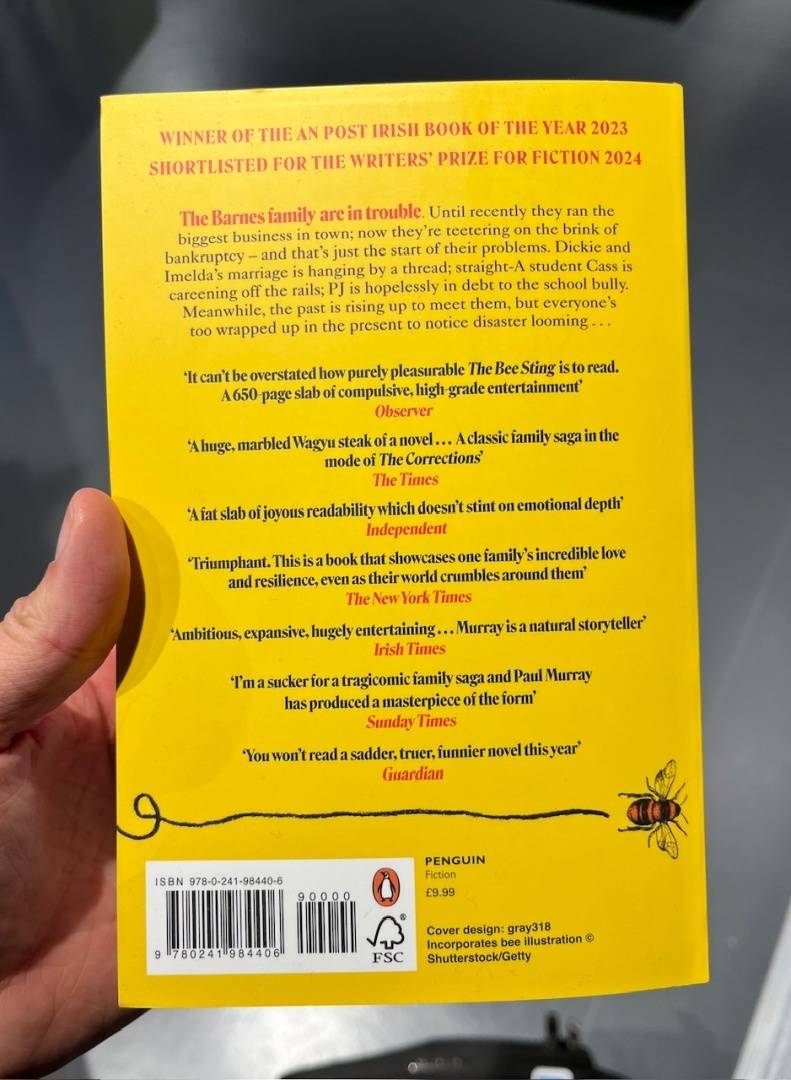 WINNER OF THE AN POST IRISH BOOK OF THE YEAR 2023
SHORTLISTED FOR THE WRITERS’ PRIZE FOR FICTION 2024
The Barnes family are in trouble. Until recently they ran the
biggest business in town; now they’re teetering on the brink of
bankruptcy – and that’s just the start of their problems. Dickie and
Imelda’s marriage is hanging by a thread; straight-A student Cass is
careening off the rails; PJ is hopelessly in debt to the school bully.
Meanwhile, the past is rising up to meet them, but everyone’s
too wrapped up in the present to notice disaster looming . . .
‘It can’t be overstated how purely pleasurable The Bee Sting is to read.
A 650-page slab of compulsive, high-grade entertainment’
Observer
‘A huge, marbled Wagyu steak of a novel . . . A classic family saga in the
mode of The Corrections’
The Times
‘A fat slab of joyous readability which doesn’t stint on emotional depth’
Independent
‘Triumphant. This is a book that showcases one family’s incredible love
and resilience, even as their world crumbles around them’
The New York Times
‘Ambitious, expansive, hugely entertaining . . . Murray is a natural storyteller’
Irish Times
‘I’m a sucker for a tragicomic family saga and Paul Murray
has produced a masterpiece of the form’
Sunday Times
‘You won’t read a sadder, truer, funnier novel this year’
Guardian
ISBN 978-0-241-98440-6
90000
9 780241 984406
FSC
®
PENGUIN
Fiction
£9.99
Cover design: gray318
Incorporates bee illustration ©
Shutterstock/Getty